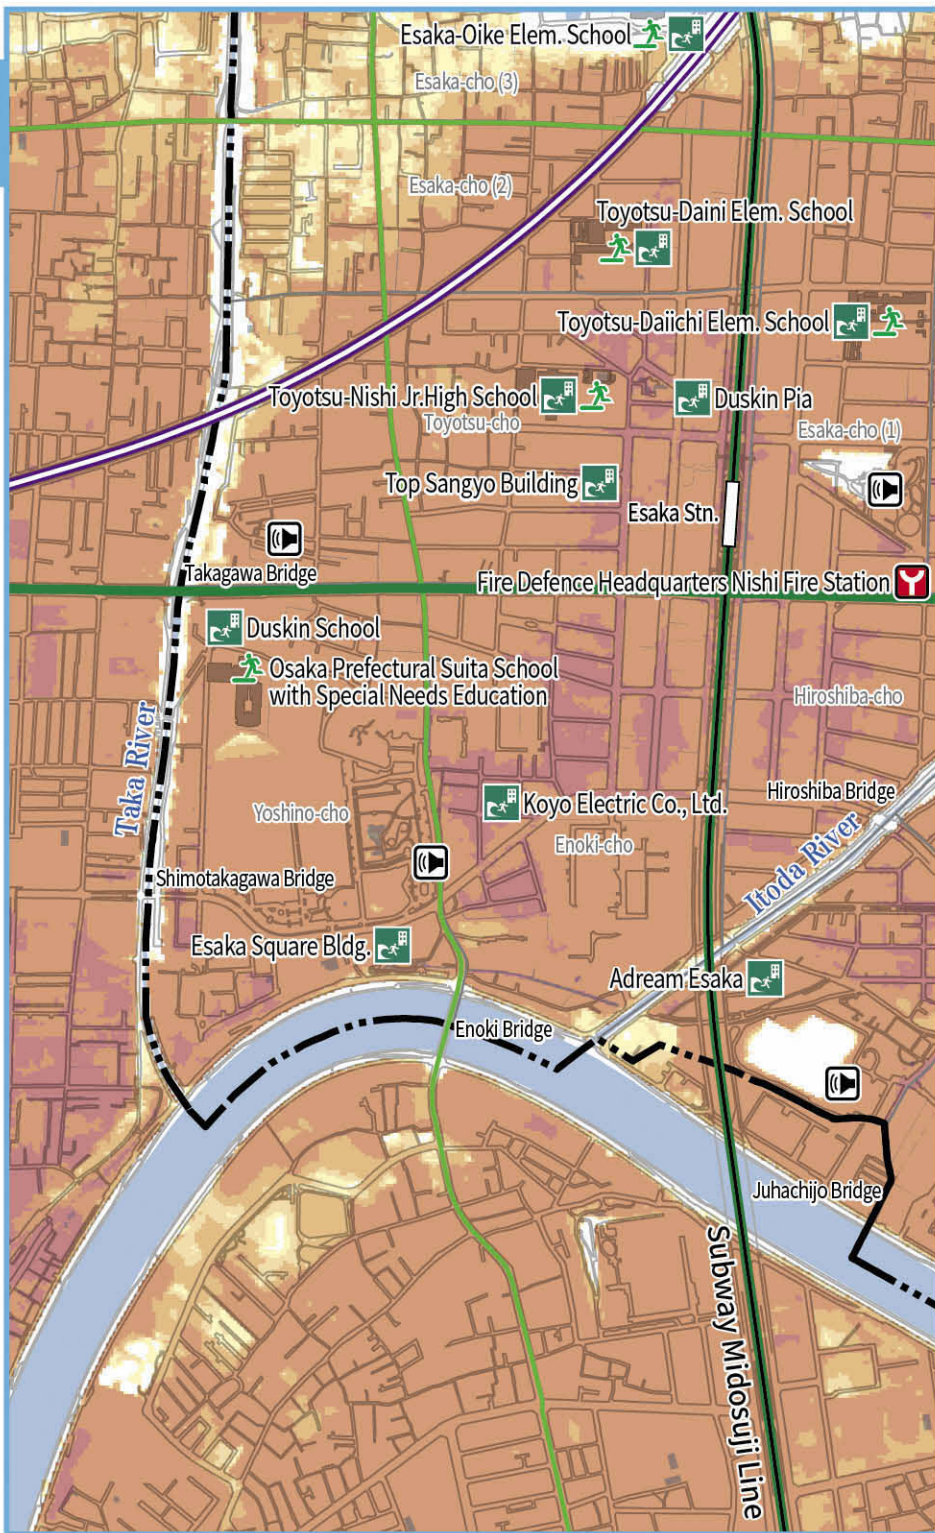 Esaka-Oike Elem. School
Esaka-cho (3)
Esaka-cho (2)
Toyotsu-Daini Elem. School
Toyotsu-Daiichi Elem. School
Toyotsu-Nishi Jr.High School
Duskin Pia
Toyotsu-cho
Esaka-cho (1)
Top Sangyo Building
Esaka Stn.
Takagawa Bridge
Fire Defence Headquarters Nishi Fire Station
Duskin School
Osaka Prefectural Suita School
with Special Needs Education
Hiroshiba-cho
Taka River
Hiroshiba Bridge
Koyo Electric Co., Ltd.
Yoshino-cho
Enoki-cho
Itoda River
Shimotakagawa Bridge
Esaka Square Bldg.
Adream Esaka
Enoki Bridge
Juhachijo Bridge
Subway Midosuji Line